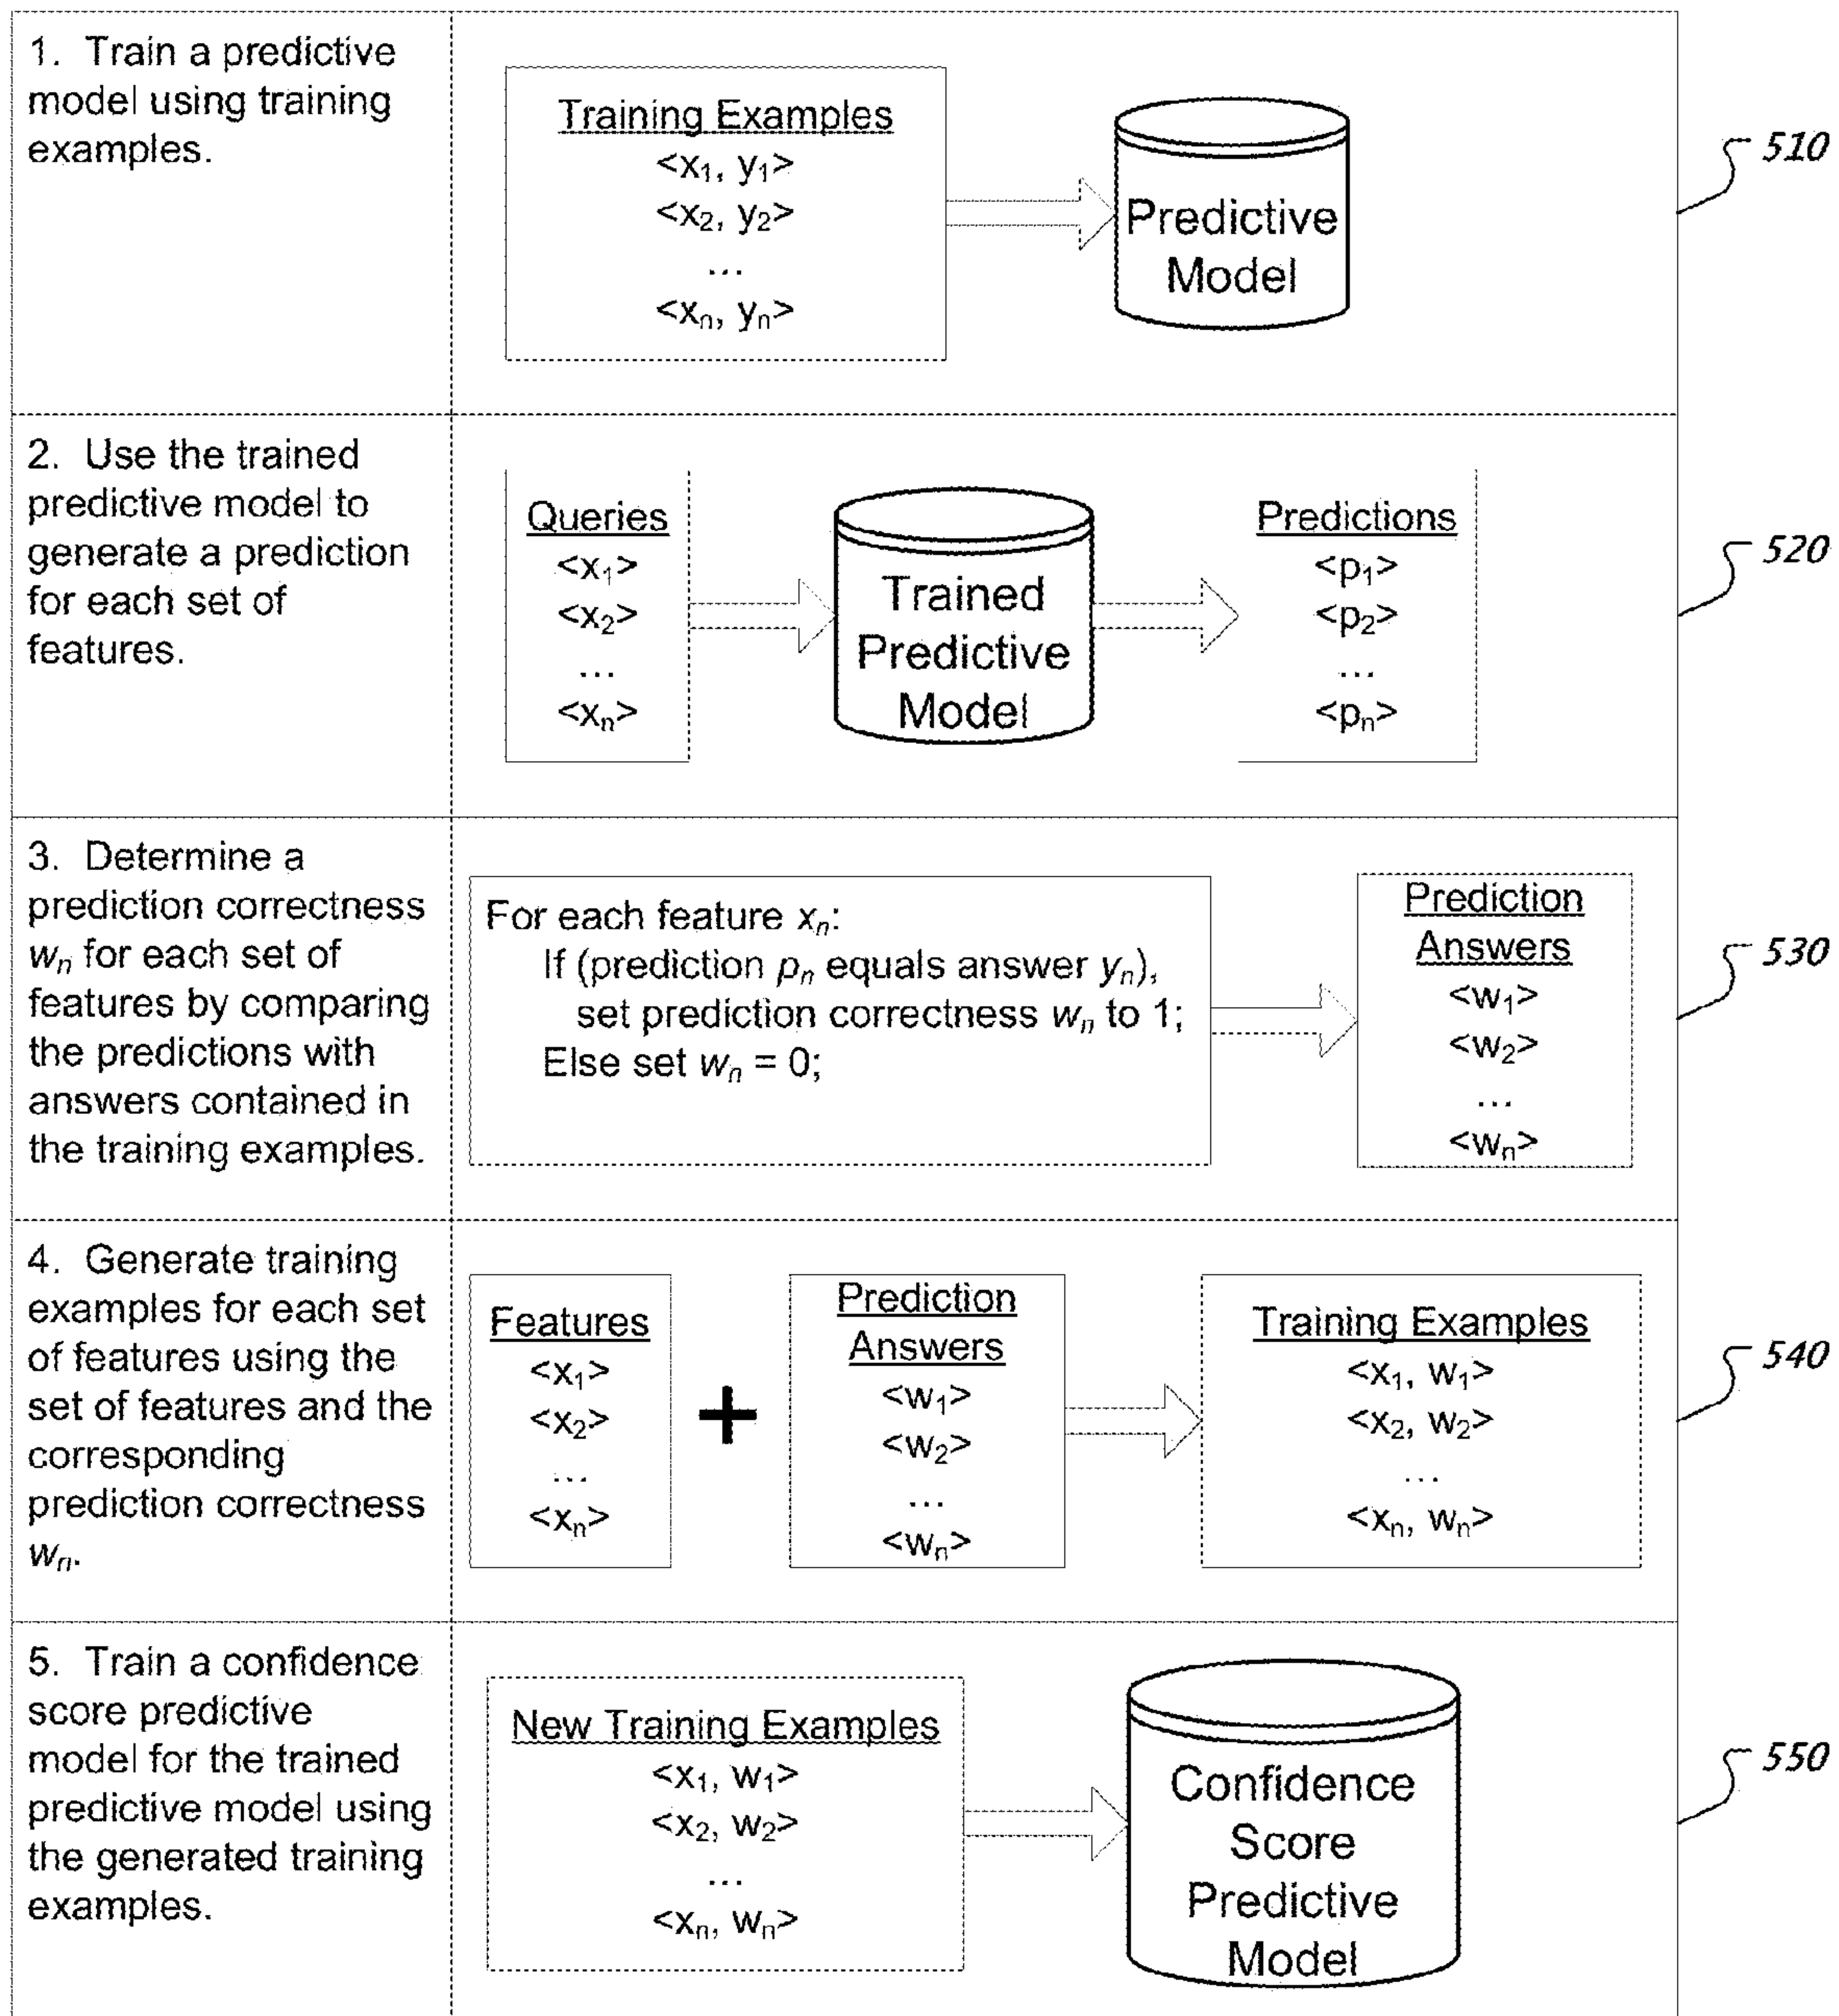 1. Train a predictive
model using training
examples.
Training Examples
<x₁, y₁>
<x₂, y₂>
...
<xₙ, yₙ>
Predictive
Model
510
2. Use the trained
predictive model to
generate a prediction
for each set of
features.
Queries
<x₁>
<x₂>
...
<xₙ>
Trained
Predictive
Model
Predictions
<p₁>
<p₂>
...
<pₙ>
520
3. Determine a
prediction correctness
wₙ for each set of
features by comparing
the predictions with
answers contained in
the training examples.
For each feature xₙ:
If (prediction pₙ equals answer yₙ),
set prediction correctness wₙ to 1;
Else set wₙ = 0;
Prediction
Answers
<w₁>
<w₂>
...
<wₙ>
530
4. Generate training
examples for each set
of features using the
set of features and the
corresponding
prediction correctness
wₙ.
Features
<x₁>
<x₂>
...
<xₙ>
+
Prediction
Answers
<w₁>
<w₂>
...
<wₙ>
Training Examples
<x₁, w₁>
<x₂, w₂>
...
<xₙ, wₙ>
540
5. Train a confidence
score predictive
model for the trained
predictive model using
the generated training
examples.
New Training Examples
<x₁, w₁>
<x₂, w₂>
...
<xₙ, wₙ>
Confidence
Score
Predictive
Model
550